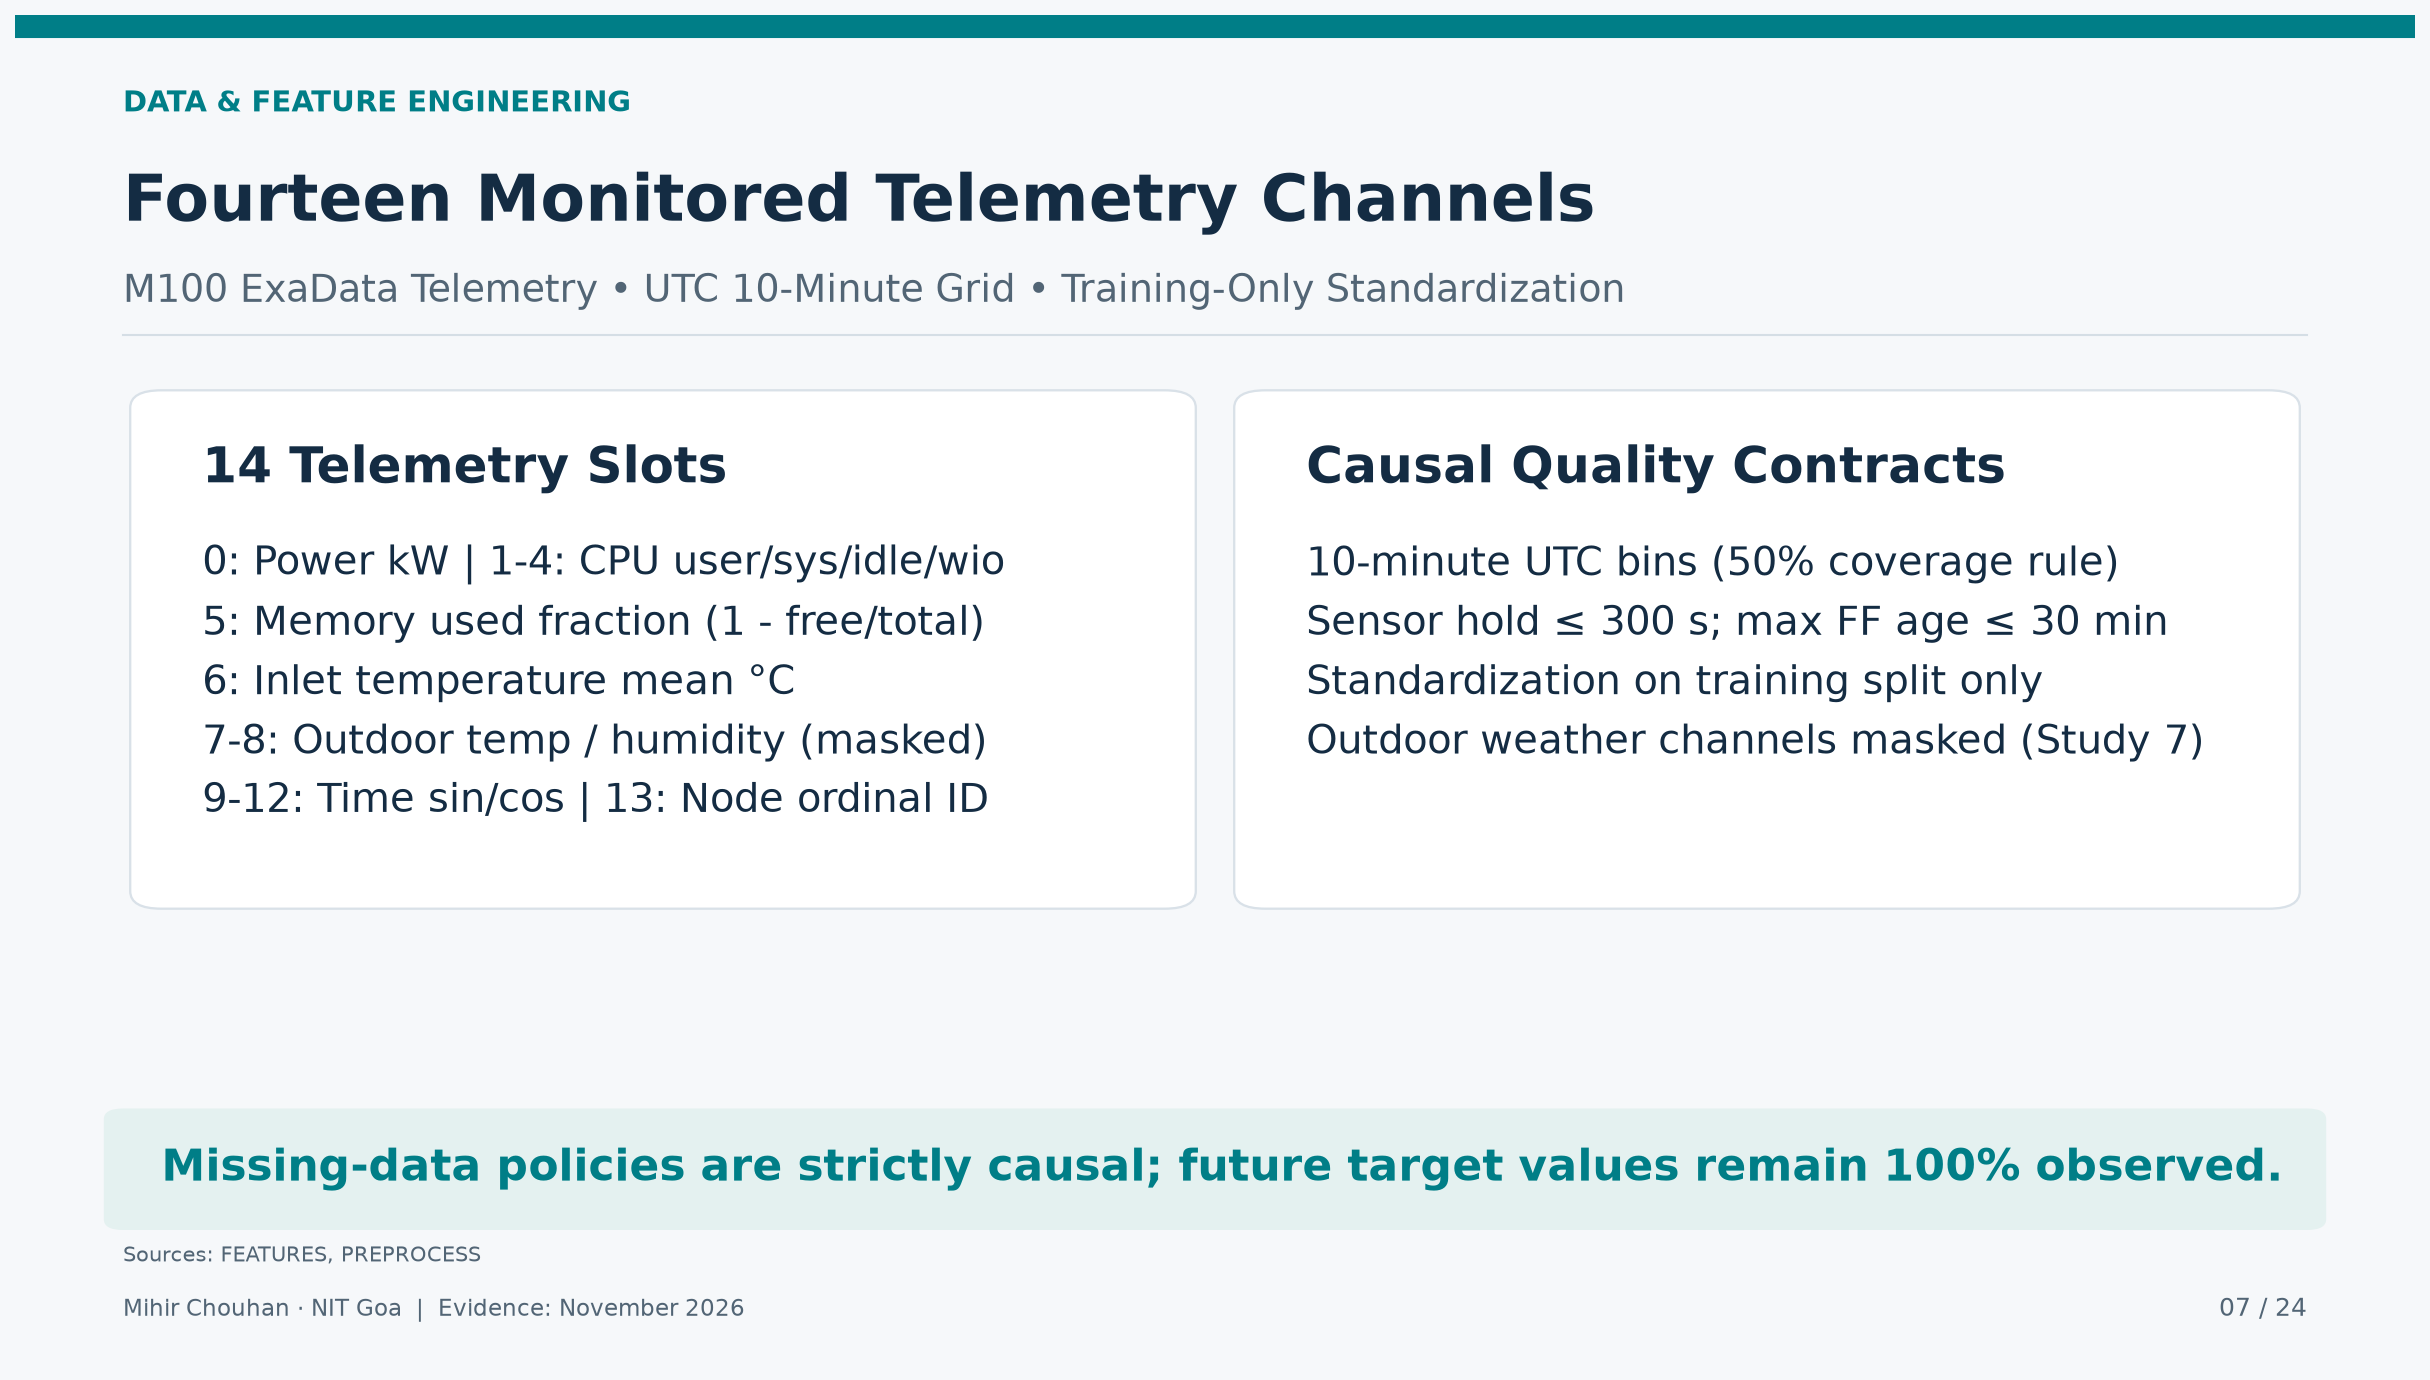 DATA & FEATURE ENGINEERING
Fourteen Monitored Telemetry Channels
M100 ExaData Telemetry • UTC 10-Minute Grid • Training-Only Standardization
14 Telemetry Slots
0: Power kW | 1-4: CPU user/sys/idle/wio
5: Memory used fraction (1 - free/total)
6: Inlet temperature mean °C
7-8: Outdoor temp / humidity (masked)
9-12: Time sin/cos | 13: Node ordinal ID
Causal Quality Contracts
10-minute UTC bins (50% coverage rule)
Sensor hold ≤ 300 s; max FF age ≤ 30 min
Standardization on training split only
Outdoor weather channels masked (Study 7)
Missing-data policies are strictly causal; future target values remain 100% observed.
Sources: FEATURES, PREPROCESS
Mihir Chouhan · NIT Goa | Evidence: November 2026
07 / 24